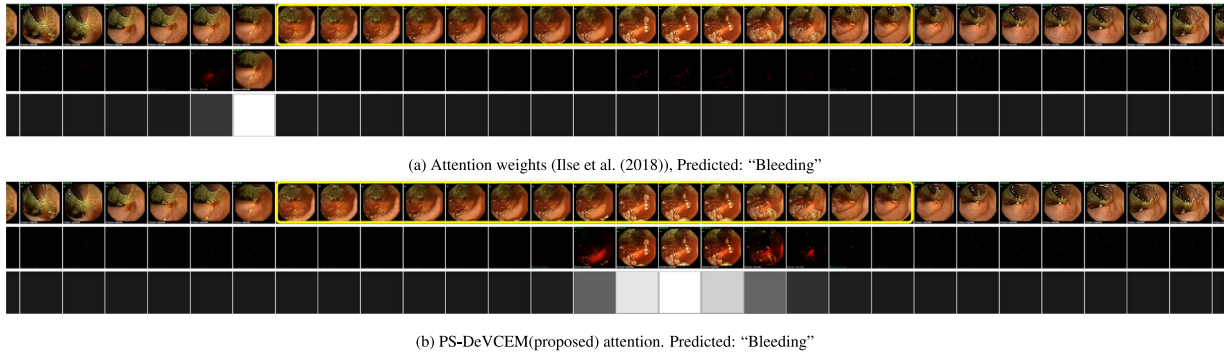 (a) Attention weights (Ilse et al. (2018)), Predicted: “Bleeding”
(b) PS-DeVCEM(proposed) attention. Predicted: “Bleeding”